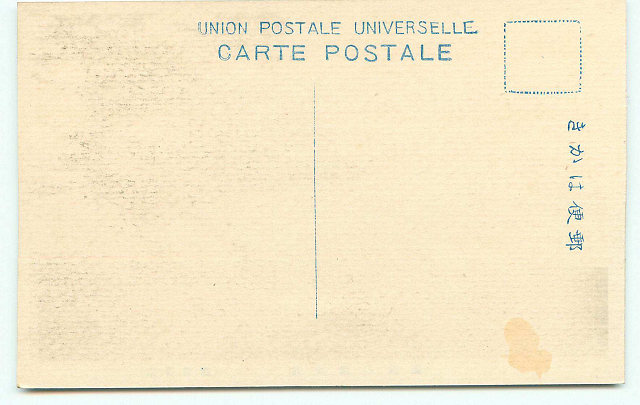 UNION POSTALE UNIVERSELLE
CARTE POSTALE
郵便はかき